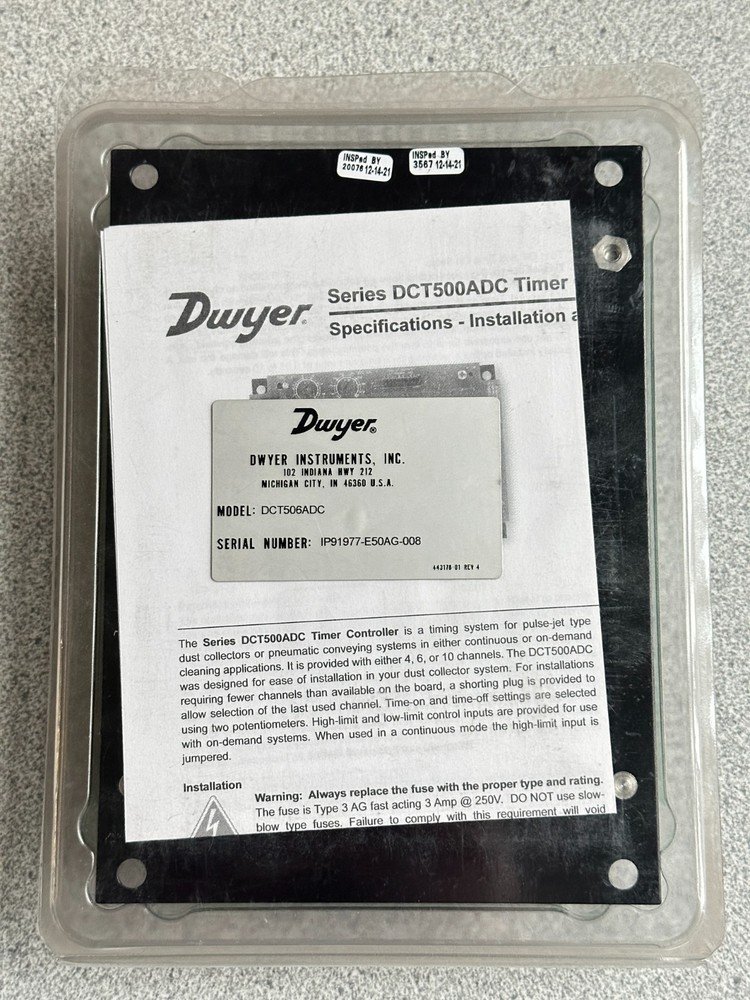 INSPed BY
20076 12-14-21
INSPed BY
3567 12-14-21
Dwyer®
Series DCT500ADC Timer
Specifications - Installation a
Dwyer®
DWYER INSTRUMENTS, INC.
102 INDIANA HWY 212
MICHIGAN CITY, IN 46360 U.S.A.
MODEL: DCT506ADC
SERIAL NUMBER: IP91977-E50AG-008
443178-01 REV 4
The Series DCT500ADC Timer Controller is a timing system for pulse-jet type
dust collectors or pneumatic conveying systems in either continuous or on-demand
cleaning applications. It is provided with either 4, 6, or 10 channels. The DCT500ADC
was designed for ease of installation in your dust collector system. For installations
requiring fewer channels than available on the board, a shorting plug is provided to
allow selection of the last used channel. Time-on and time-off settings are selected
using two potentiometers. High-limit and low-limit control inputs are provided for use
with on-demand systems. When used in a continuous mode the high-limit input is
jumpered.
Installation
Warning: Always replace the fuse with the proper type and rating.
The fuse is Type 3 AG fast acting 3 Amp @ 250V. DO NOT use slow-
blow type fuses. Failure to comply with this requirement will void